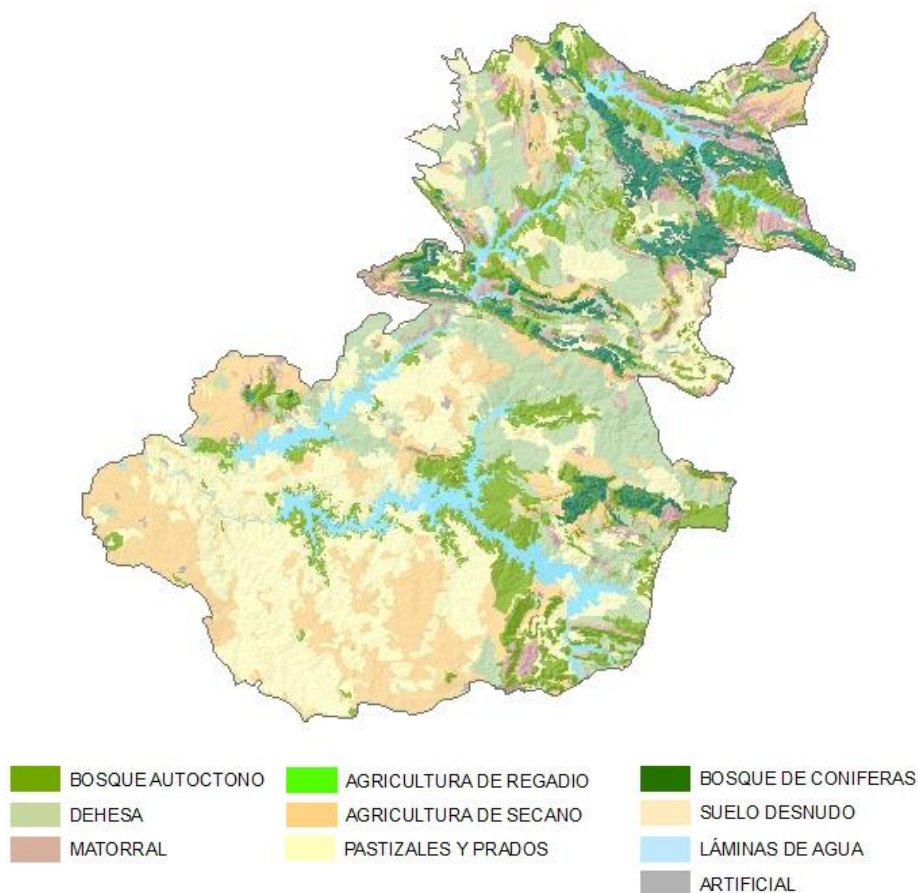 BOSQUE AUTOCTONO
DEHESA
MATORRAL
AGRICULTURA DE REGADIO
AGRICULTURA DE SECANO
PASTIZALES Y PRADOS
BOSQUE DE CONIFERAS
SUELO DESNUDO
LÁMINAS DE AGUA
ARTIFICIAL